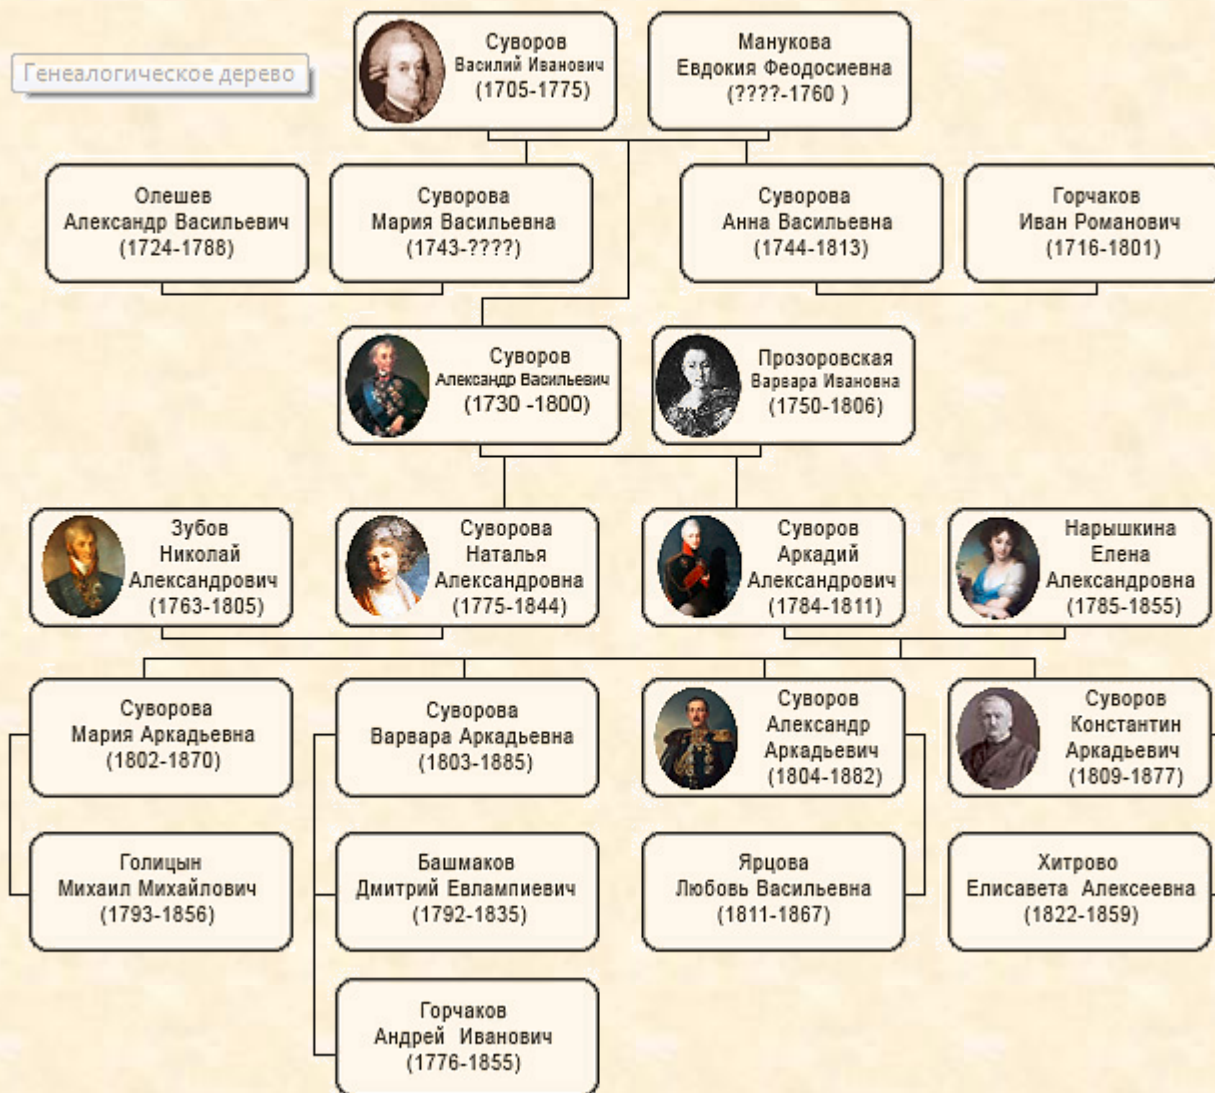 Генеалогическое дерево
Суворов
Василий Иванович
(1705-1775)
Манукова
Евдокия Феодосиевна
(????-1760 )
Олешев
Александр Васильевич
(1724-1788)
Суворова
Мария Васильевна
(1743-????)
Суворова
Анна Васильевна
(1744-1813)
Горчаков
Иван Романович
(1716-1801)
Суворов
Александр Васильевич
(1730 -1800)
Прозоровская
Варвара Ивановна
(1750-1806)
Зубов
Николай
Александрович
(1763-1805)
Суворова
Наталья
Александровна
(1775-1844)
Суворов
Аркадий
Александрович
(1784-1811)
Нарышкина
Елена
Александровна
(1785-1855)
Суворова
Мария Аркадьевна
(1802-1870)
Суворова
Варвара Аркадьевна
(1803-1885)
Суворов
Александр
Аркадьевич
(1804-1882)
Суворов
Константин
Аркадьевич
(1809-1877)
Голицын
Михаил Михайлович
(1793-1856)
Башмаков
Дмитрий Евлампиевич
(1792-1835)
Ярцова
Любовь Васильевна
(1811-1867)
Хитрово
Елисавета Алексеевна
(1822-1859)
Горчаков
Андрей Иванович
(1776-1855)